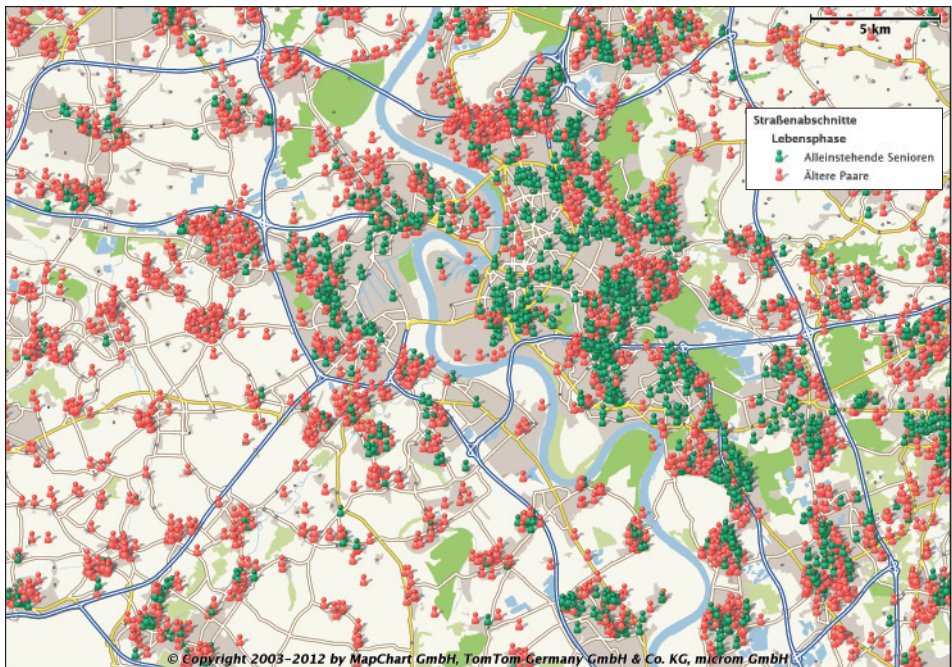 5 km
Straßenabschnitte
Lebensphase
Alleinstehende Senioren
Ältere Paare
© Copyright 2003-2012 by MapChart GmbH, TomTom Germany GmbH & Co. KG, microm GmbH